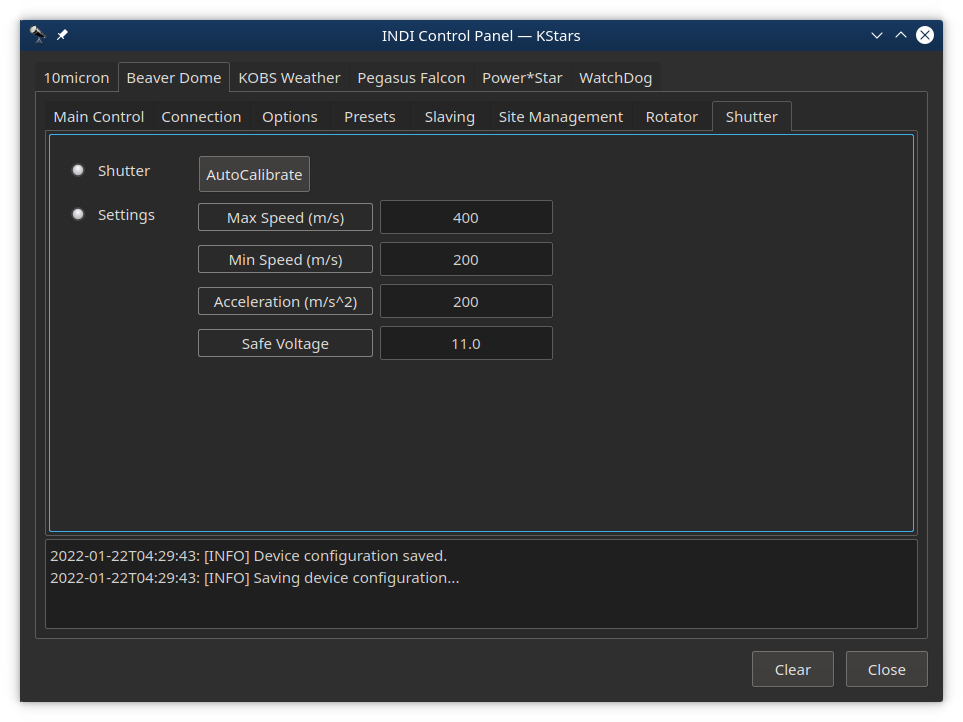 INDI Control Panel — KStars
10micron Beaver Dome KOBS Weather Pegasus Falcon Power*Star WatchDog
Main Control Connection Options Presets Slaving Site Management Rotator Shutter
Shutter AutoCalibrate
Settings Max Speed (m/s) 400
Min Speed (m/s) 200
Acceleration (m/s^2) 200
Safe Voltage 11.0
2022-01-22T04:29:43: [INFO] Device configuration saved.
2022-01-22T04:29:43: [INFO] Saving device configuration...
Clear Close